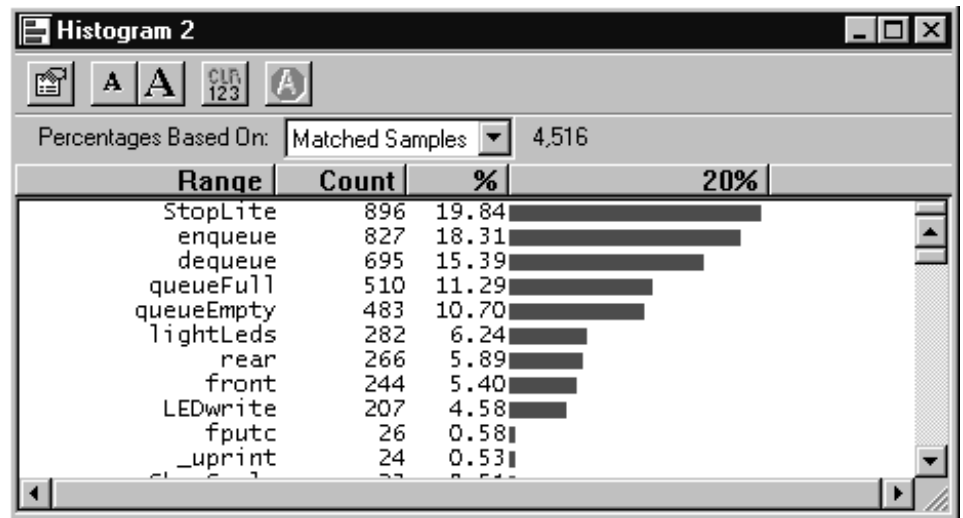 Histogram 2
A A CLR 123 A
Percentages Based On: Matched Samples 4,516
Range Count % 20%
StopLite 896 19.84
enqueue 827 18.31
dequeue 695 15.39
queueFull 510 11.29
queueEmpty 483 10.70
lightLeds 282 6.24
rear 266 5.89
front 244 5.40
LEDwrite 207 4.58
fputc 26 0.58
_uprint 24 0.53